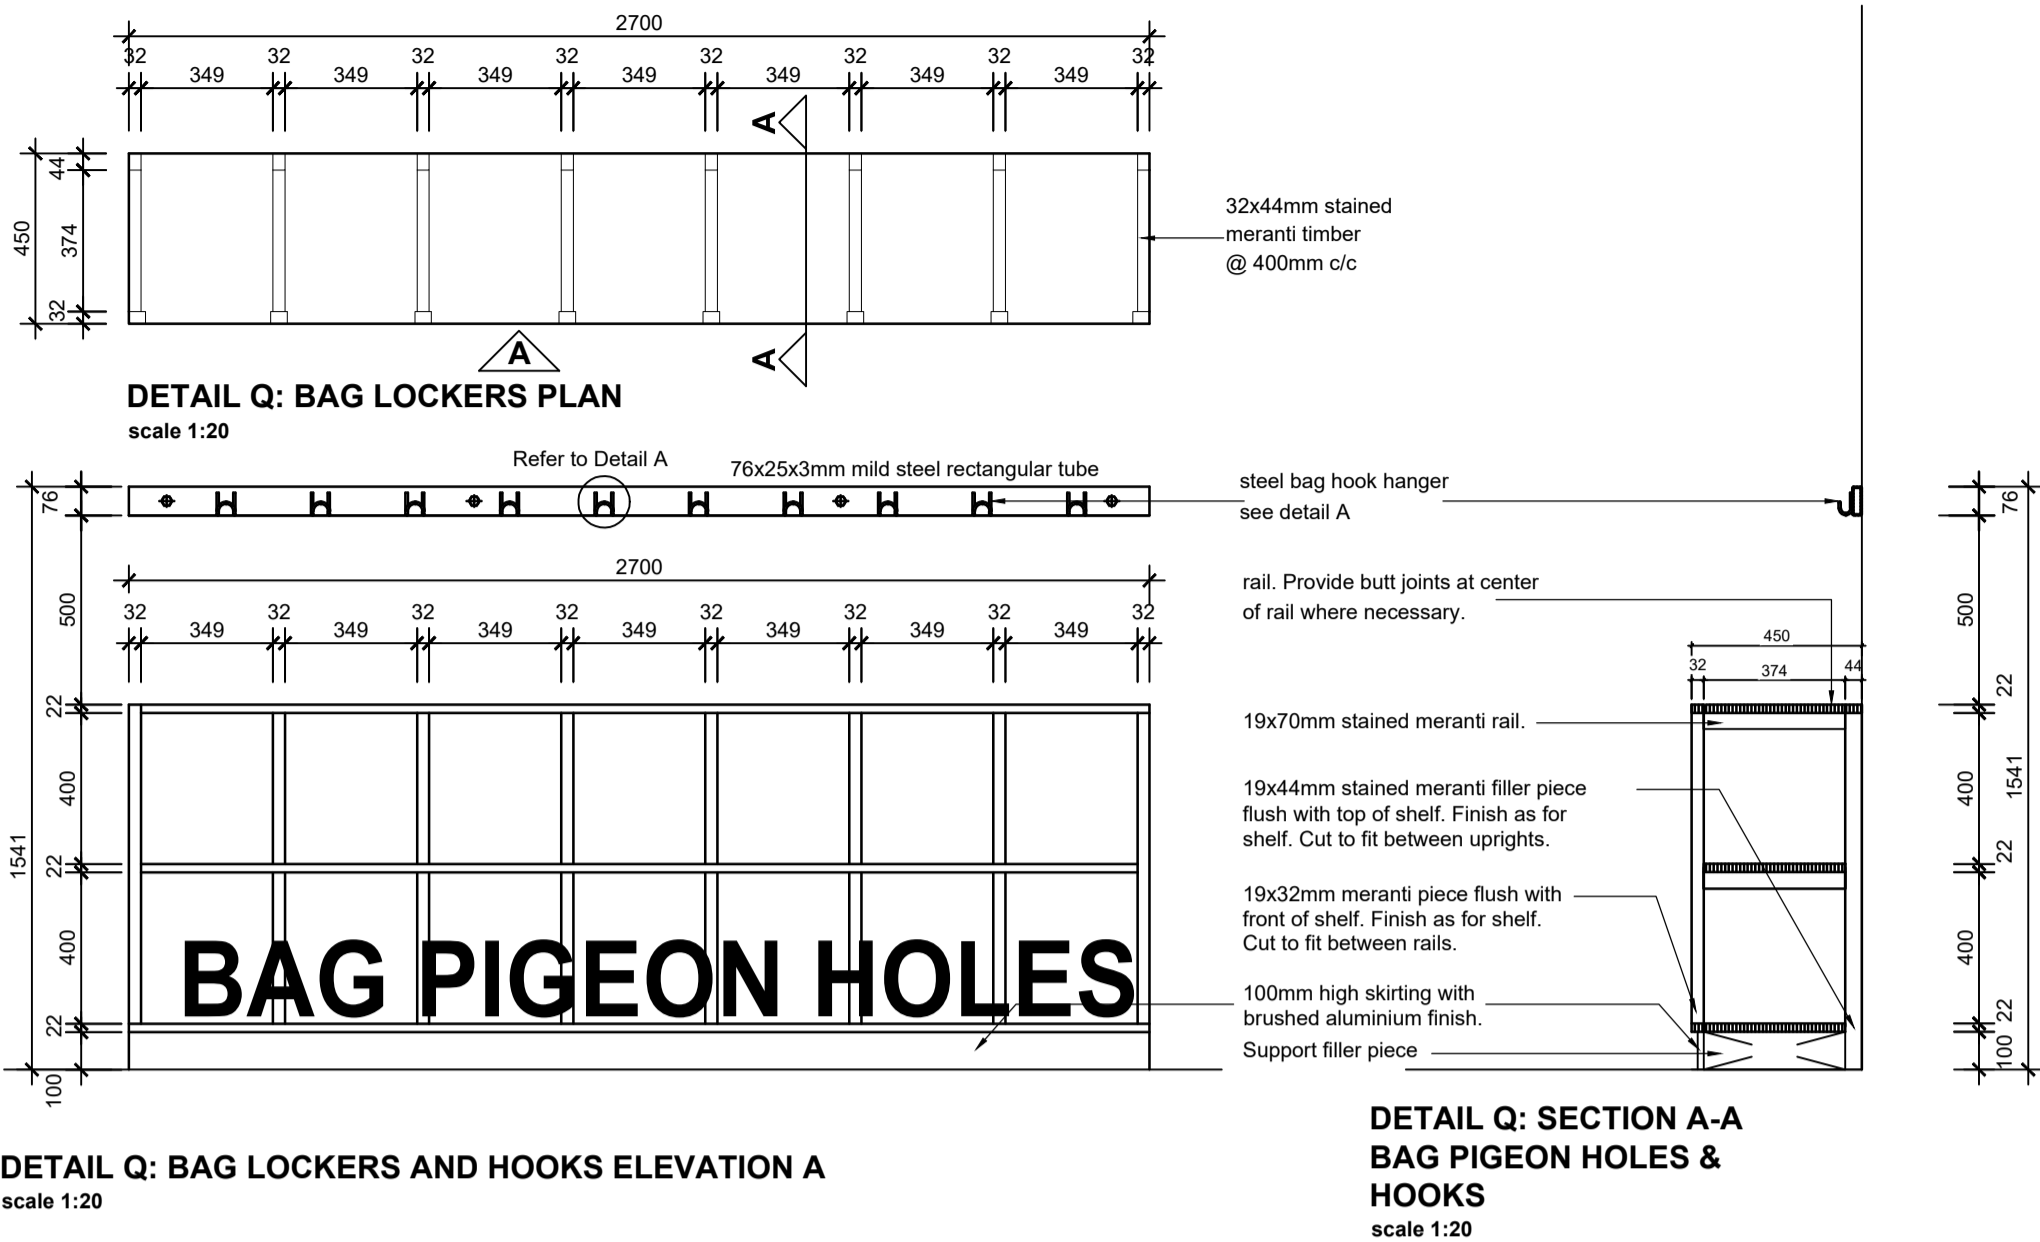 2700
32 32 32 32 32 32 32 32
349 349 349 349 349 349 349
A
450
44
374
32
32x44mm stained
meranti timber
@ 400mm c/c
A
A
DETAIL Q: BAG LOCKERS PLAN
scale 1:20
Refer to Detail A
76x25x3mm mild steel rectangular tube
steel bag hook hanger
see detail A
2700
32 32 32 32 32 32 32 32
349 349 349 349 349 349 349
1541
76
500
22
400
22
400
22
100
BAG PIGEON HOLES
rail. Provide butt joints at center
of rail where necessary.
19x70mm stained meranti rail.
19x44mm stained meranti filler piece
flush with top of shelf. Finish as for
shelf. Cut to fit between uprights.
19x32mm meranti piece flush with
front of shelf. Finish as for shelf.
Cut to fit between rails.
100mm high skirting with
brushed aluminium finish.
Support filler piece
450
32 374 44
76
500
22
400
22
400
22
100
1541
DETAIL Q: BAG LOCKERS AND HOOKS ELEVATION A
scale 1:20
DETAIL Q: SECTION A-A
BAG PIGEON HOLES &
HOOKS
scale 1:20